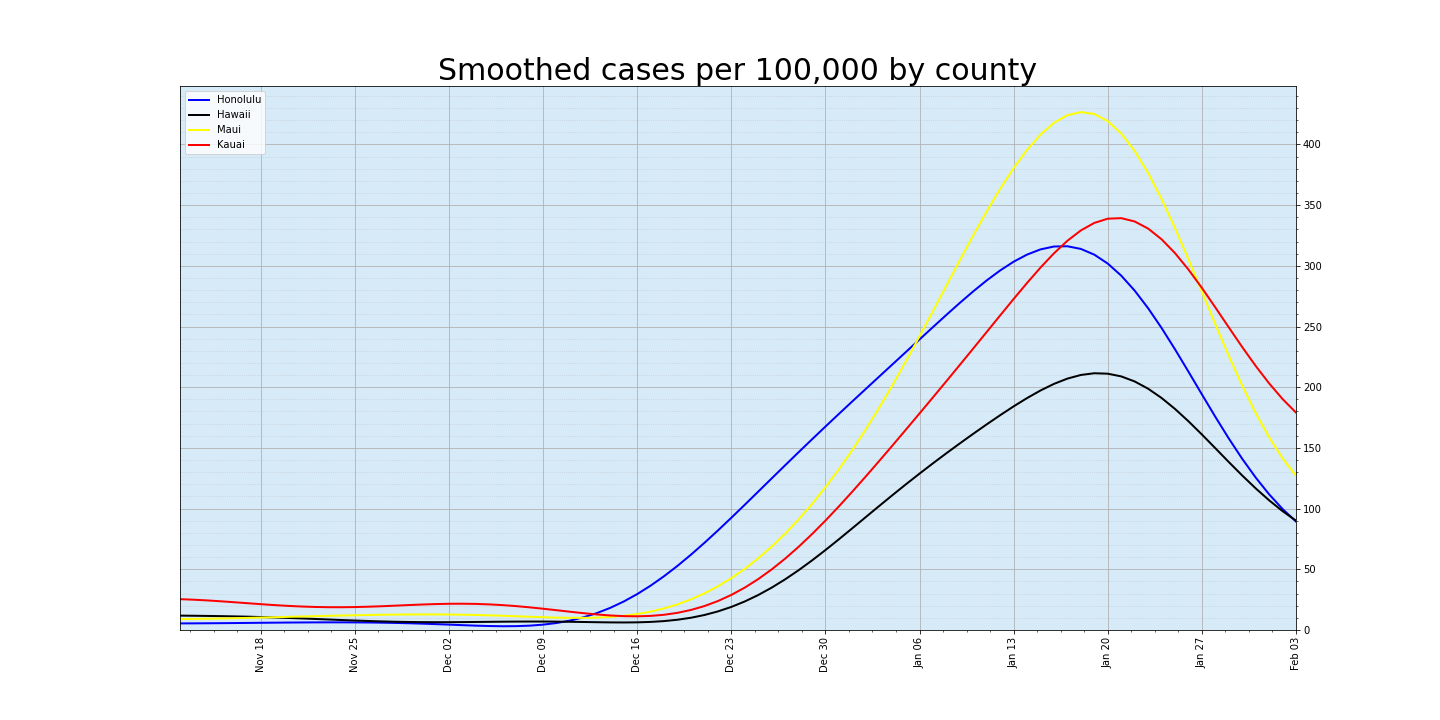 Smoothed cases per 100,000 by county
Honolulu
Hawaii
Maui
Kauai
400
350
300
250
200
150
100
50
0
Nov 18
Nov 25
Dec 02
Dec 09
Dec 16
Dec 23
Dec 30
Jan 06
Jan 13
Jan 20
Jan 27
Feb 03